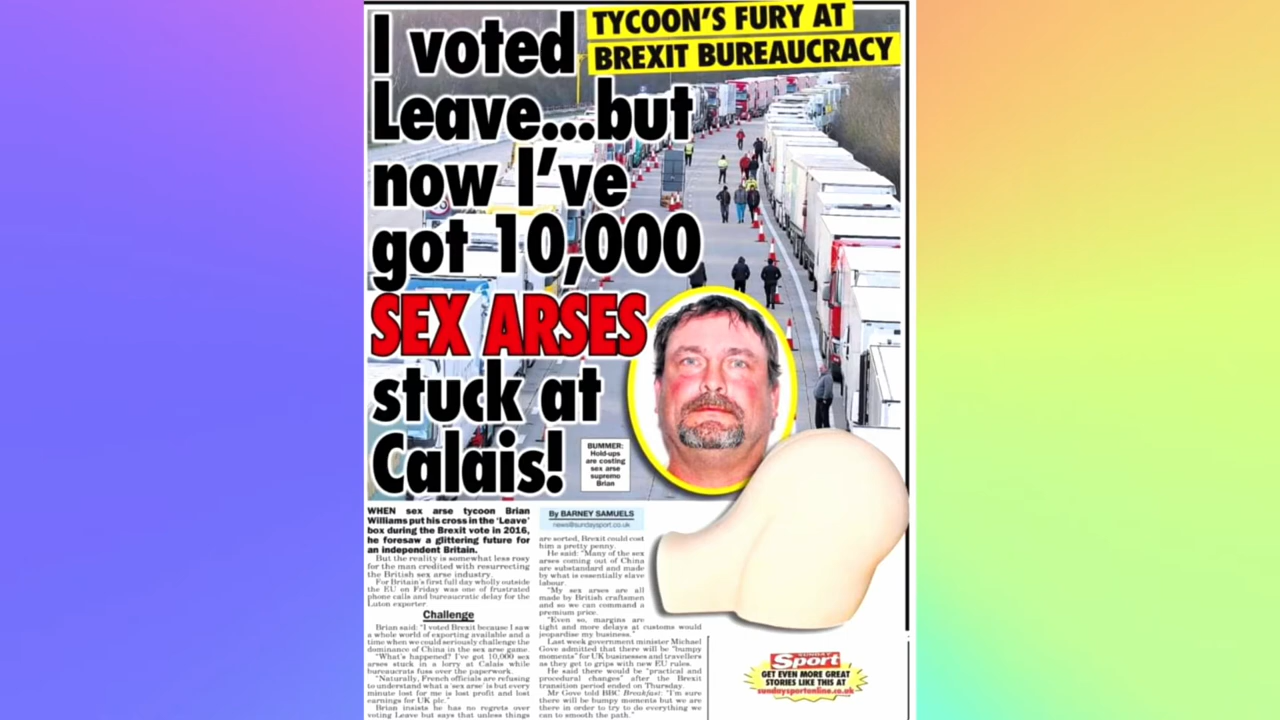 TYCOON'S FURY AT
BREXIT BUREAUCRACY
I voted
Leave...but
now I've
got 10,000
SEX ARSES
stuck at
Calais!
BUMMER:
Hold-ups
are costing
sex arse
supremo
Brian
WHEN sex arse tycoon Brian
Williams put his cross in the 'Leave'
box during the Brexit vote in 2016,
he foresaw a glittering future for
an independent Britain.
But the reality is somewhat less rosy
for the man credited with resurrecting
the British sex arse industry.
For Britain's first full day wholly outside
the EU on Friday was one of frustrated
phone calls and bureaucratic delay for the
Luton exporter
Challenge
Brian said: "I voted Brexit because I saw
a whole world of exporting available and a
time when we could seriously challenge the
dominance of China in the sex arse game.
"What's happened? I've got 10,000 sex
arses stuck in a lorry at Calais while
bureaucrats fuss over the paperwork.
"Naturally, French officials are refusing
to understand what a 'sex arse' is but every
minute lost for me is lost profit and lost
earnings for UK plc."
Brian insists he has no regrets over
voting Leave but says that unless things
By BARNEY SAMUELS
news@sundaysport.co.uk
are sorted, Brexit could cost
him a pretty penny.
He said: "Many of the sex
arses coming out of China
are substandard and made
by what is essentially slave
labour.
"My sex arses are all
made by British craftsmen
and so we can command a
premium price.
"Even so, margins are
tight and more delays at customs would
jeopardise my business."
Last week government minister Michael
Gove admitted that there will be "bumpy
moments" for UK businesses and travellers
as they get to grips with new EU rules.
He said there would be "practical and
procedural changes" after the Brexit
transition period ended on Thursday.
Mr Gove told BBC Breakfast: "I'm sure
there will be bumpy moments but we are
there in order to try to do everything we
can to smooth the path."
Sport
GET EVEN MORE GREAT
STORIES LIKE THIS AT
sundaysportonline.co.uk